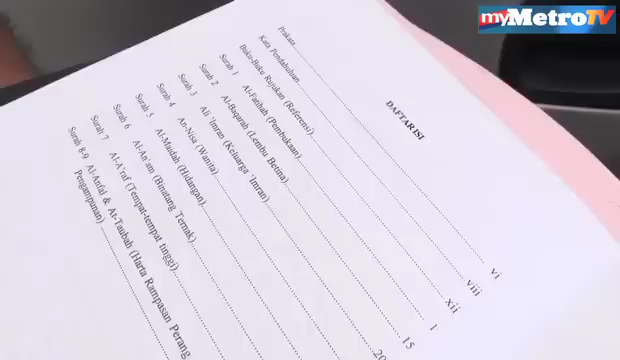 myMetroTV
DAFTAR ISI
Prakata vi
Kata Pendahuluan viii
Buku-Buku Rujukan (Referensi) xii
Surah 1 Al-Fatihah (Pembukaan) 1
Surah 2 Al-Baqarah (Lembu Betina) 15
Surah 3 Ali 'Imran (Keluarga 'Imran)
Surah 4 An-Nisa (Wanita)
Surah 5 Al-Maidah (Hidangan)
Surah 6 Al-An'am (Binatang Ternak)
Surah 7 Al-A'raf (Tempat-tempat tinggi)
Surah 8-9 Al-Anfal & At-Taubah (Harta Rampasan Perang
Pengampunan)